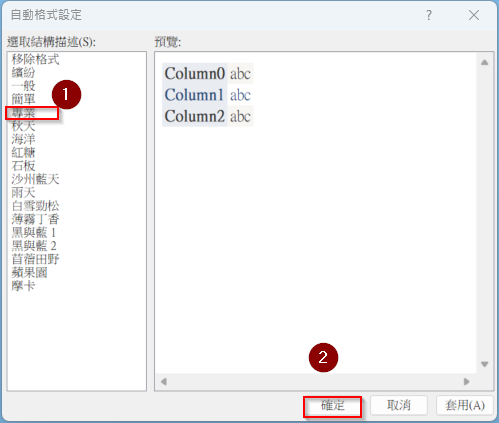 自動格式設定
選取結構描述(S):
移除格式
繽紛
一般
簡單
專業
秋天
海洋
紅糖
石板
沙州藍天
雨天
白雪勁松
薄霧丁香
黑與藍 1
黑與藍 2
苜蓿田野
蘋果園
摩卡
1
預覽:
Column0 abc
Column1 abc
Column2 abc
2
確定
取消
套用(A)